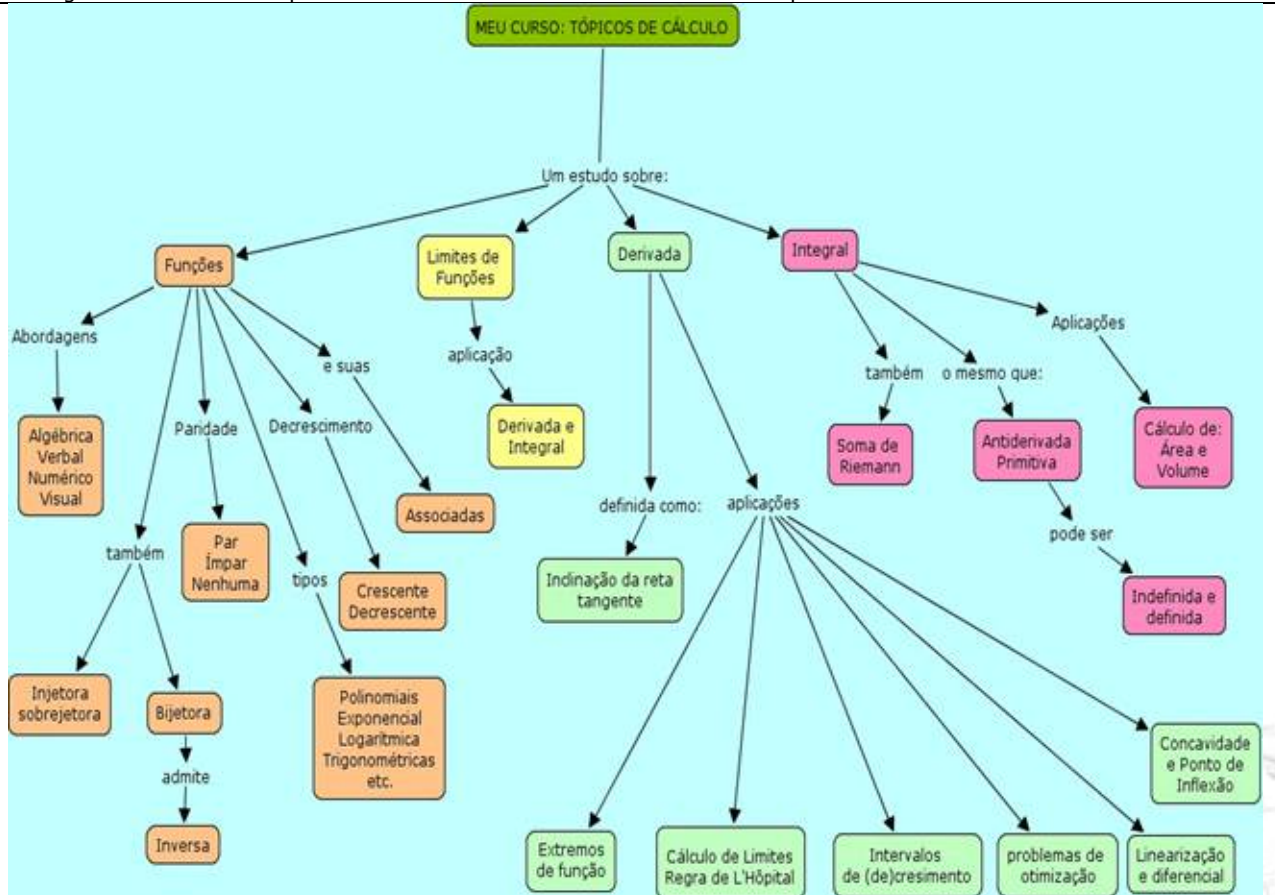 MEU CURSO: TÓPICOS DE CÁLCULO
Um estudo sobre:
Funções
Limites de
Funções
Derivada
Integral
Abordagens
e suas
aplicação
também
o mesmo que:
Aplicações
Algébrica
Verbal
Numérico
Visual
Paridade
Decrescimento
Derivada e
Integral
Soma de
Riemann
Antiderivada
Primitiva
Cálculo de:
Área e
Volume
Associadas
definida como:
aplicações
pode ser
também
Par
Ímpar
Nenhuma
tipos
Crescente
Decrescente
Inclinação da reta
tangente
Indefinida e
definida
Injetora
sobrejetora
Bijetora
Polinomiais
Exponencial
Logarítmica
Trigonométricas
etc.
admite
Inversa
Concavidade
e Ponto de
Inflexão
Extremos
de função
Cálculo de Limites
Regra de L'Hôpital
Intervalos
de (de)cresimento
problemas de
otimização
Linearização
e diferencial